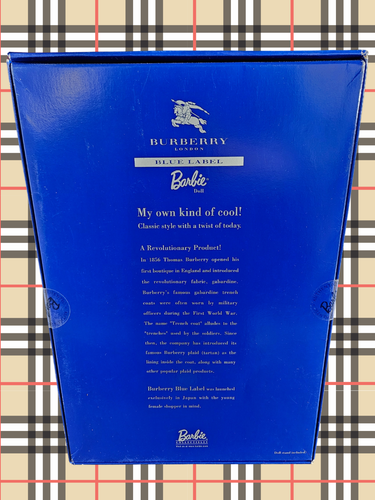 BURBERRY
LONDON
BLUE LABEL
Barbie
Doll
My own kind of cool!
Classic style with a twist of today.
A Revolutionary Product!
In 1856 Thomas Burberry opened his
first boutique in England and introduced
the revolutionary fabric, gabardine.
Burberry's famous gabardine trench
coats were often worn by military
officers during the First World War.
The name "Trench coat" alludes to the
"trenches" used by the soldiers. Since
then, the company has introduced its
famous Burberry plaid (tartan) as the
lining inside the coat, along with many
other popular plaid products.
Burberry Blue Label was launched
exclusively in Japan with the young
female shopper in mind.
Barbie
COLLECTIBLES